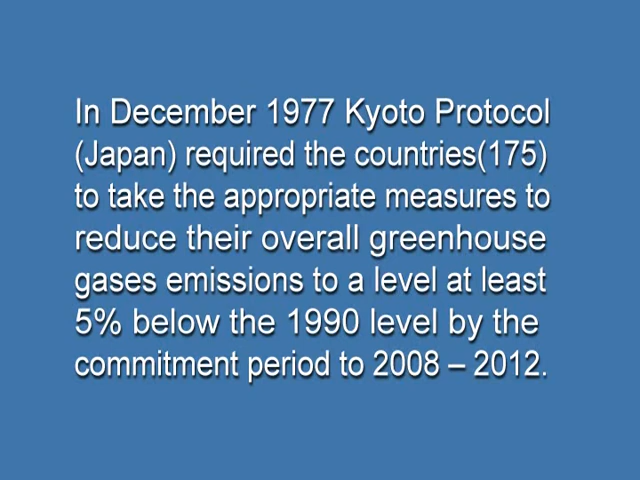 In December 1977 Kyoto Protocol
(Japan) required the countries(175)
to take the appropriate measures to
reduce their overall greenhouse
gases emissions to a level at least
5% below the 1990 level by the
commitment period to 2008 – 2012.